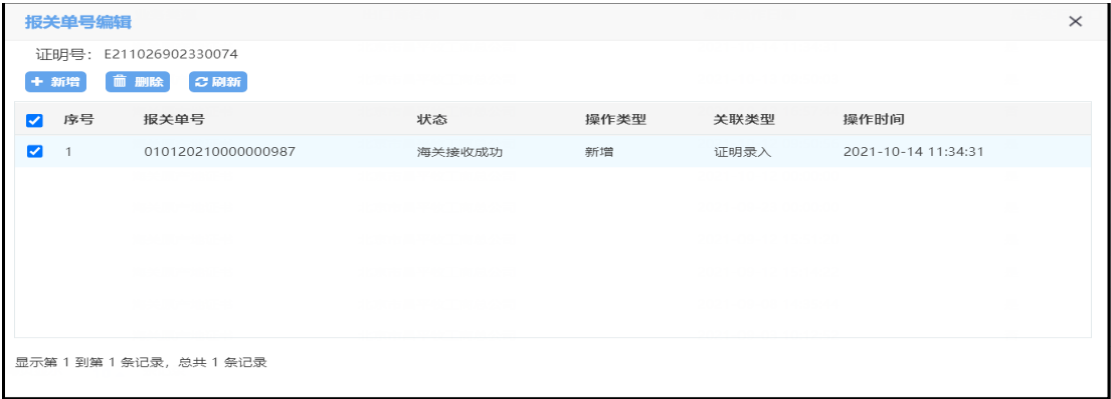 报关单号编辑
证明号: E211026902330074
新增 删除 刷新
序号 报关单号 状态 操作类型 关联类型 操作时间
1 010120210000000987 海关接收成功 新增 证明录入 2021-10-14 11:34:31
显示第 1 到第 1 条记录, 总共 1 条记录